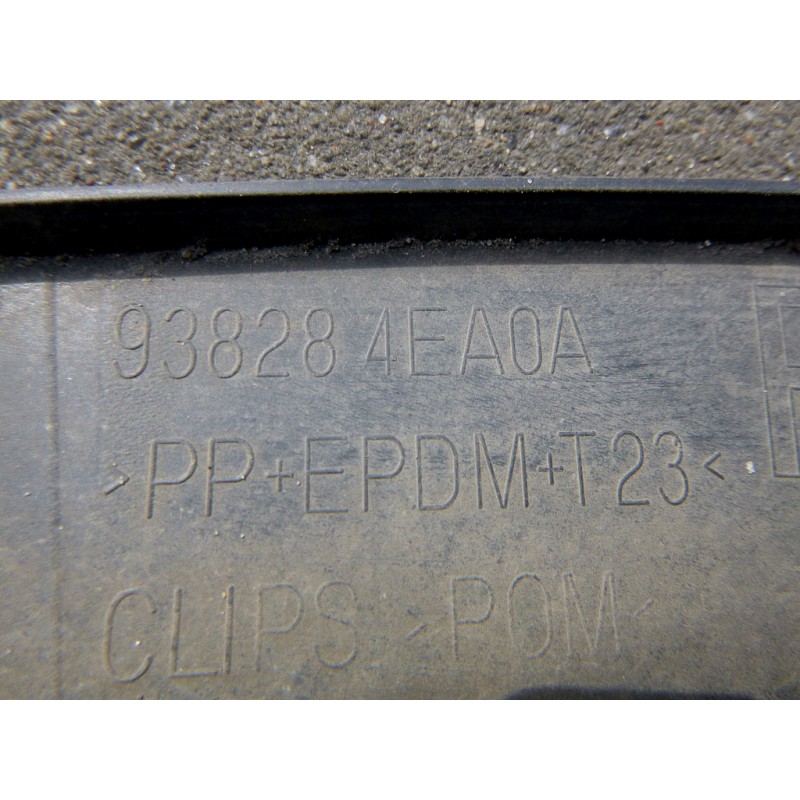 93828 4EA0A
>PP+EPDM+T23<
CLIPS >POM<